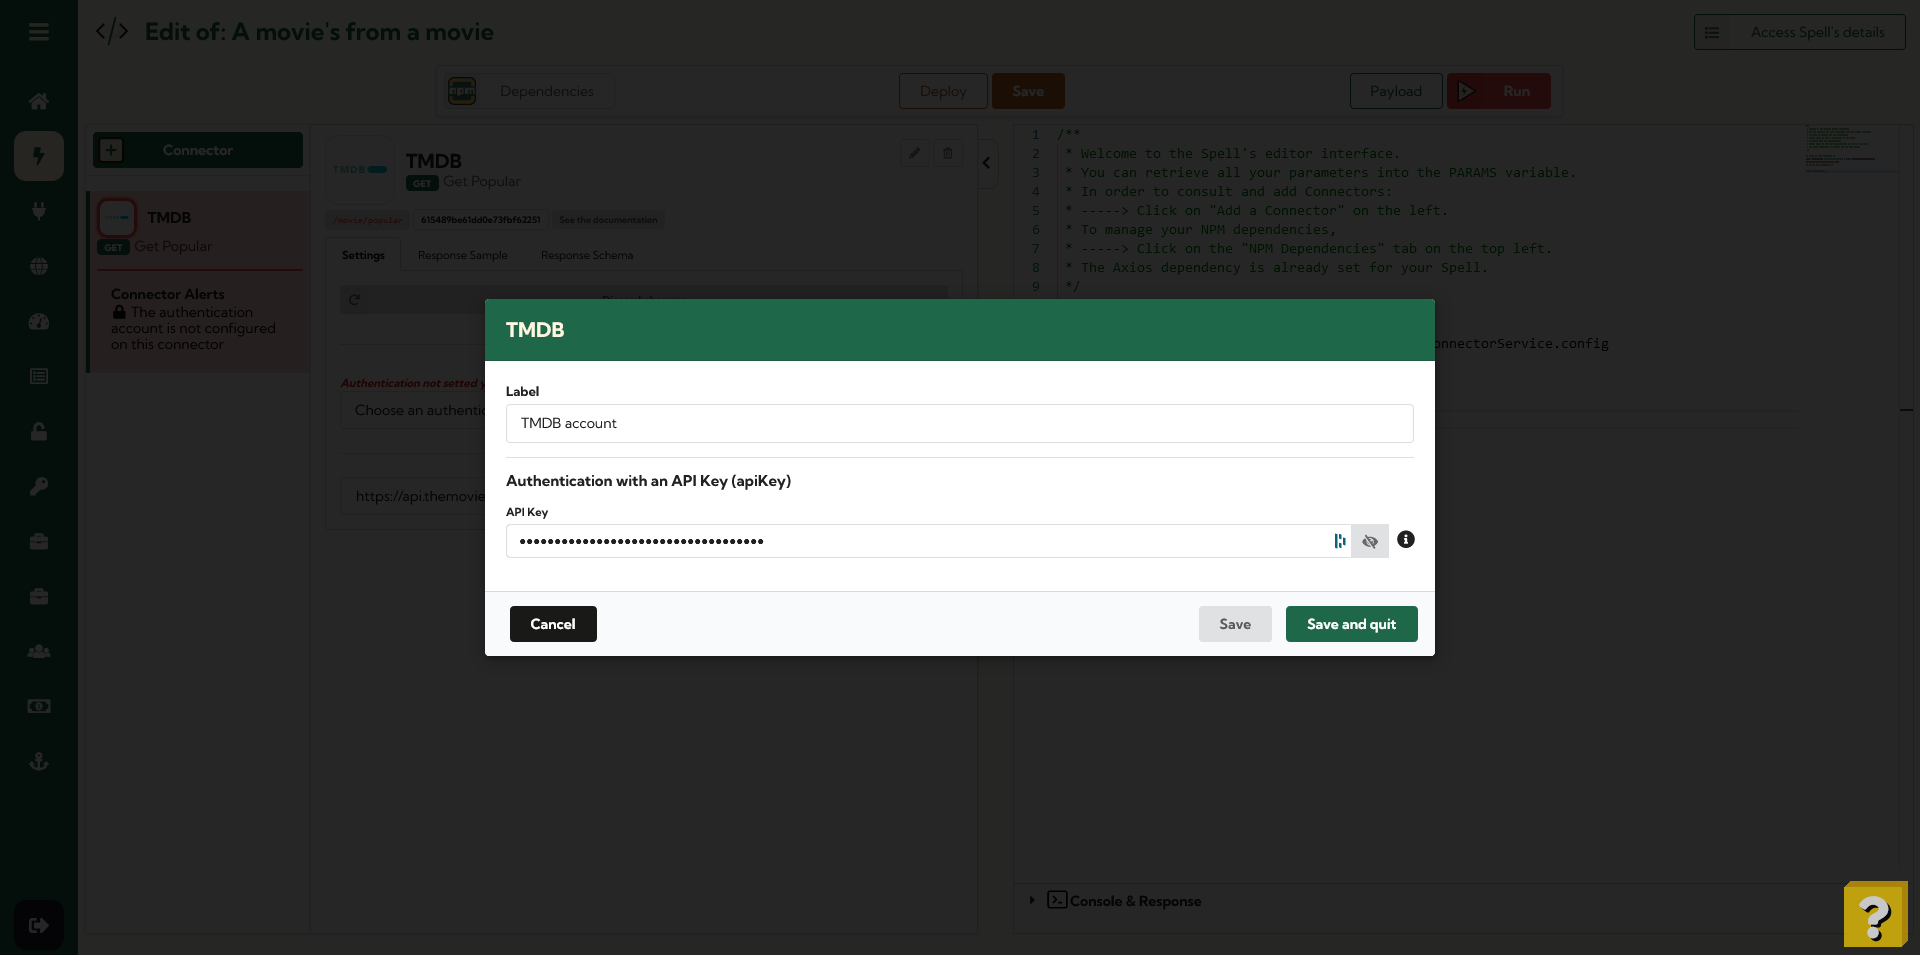 Edit of: A movie's from a movie
Access Spell's details
npm
Dependencies
Deploy
Save
Payload
Run
Connector
TMDB
TMDB
GET Get Popular
Connector Alerts
The authentication
account is not configured
on this connector
TMDB
TMDB
GET Get Popular
/movie/popular
615489be61dd0e73fbf62251
See the documentation
Settings
Response Sample
Response Schema
Authentication not setted
Choose an authentic
https://api.themovie
1 /**
2 * Welcome to the Spell's editor interface.
3 * You can retrieve all your parameters into the PARAMS variable.
4 * In order to consult and add Connectors:
5 * -----> Click on "Add a Connector" on the left.
6 * To manage your NPM dependencies,
7 * -----> Click on the "NPM Dependencies" tab on the top left.
8 * The Axios dependency is already set for your Spell.
9 */
onnectorService.config
TMDB
Label
TMDB account
Authentication with an API Key (apiKey)
API Key
•••••••••••••••••••••••••••••••••••
Cancel
Save
Save and quit
Console & Response
?